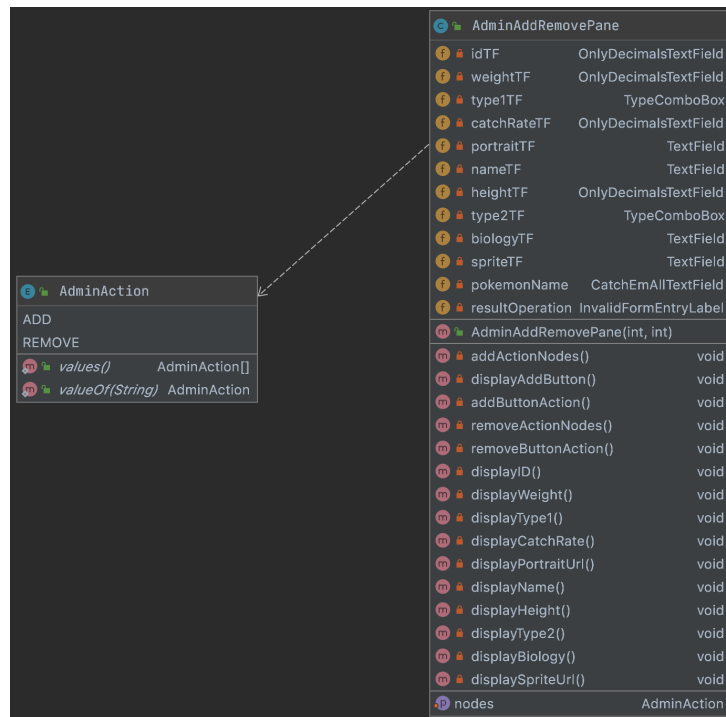 AdminAddRemovePane
idTF OnlyDecimalsTextField
weightTF OnlyDecimalsTextField
type1TF TypeComboBox
catchRateTF OnlyDecimalsTextField
portraitTF TextField
nameTF TextField
heightTF OnlyDecimalsTextField
type2TF TypeComboBox
biologyTF TextField
spriteTF TextField
pokemonName CatchEmAllTextField
resultOperation InvalidFormEntryLabel
AdminAddRemovePane(int, int)
addActionNodes() void
displayAddButton() void
addButtonAction() void
removeActionNodes() void
removeButtonAction() void
displayID() void
displayWeight() void
displayType1() void
displayCatchRate() void
displayPortraitUrl() void
displayName() void
displayHeight() void
displayType2() void
displayBiology() void
displaySpriteUrl() void
nodes AdminAction
AdminAction
ADD
REMOVE
values() AdminAction[]
valueOf(String) AdminAction